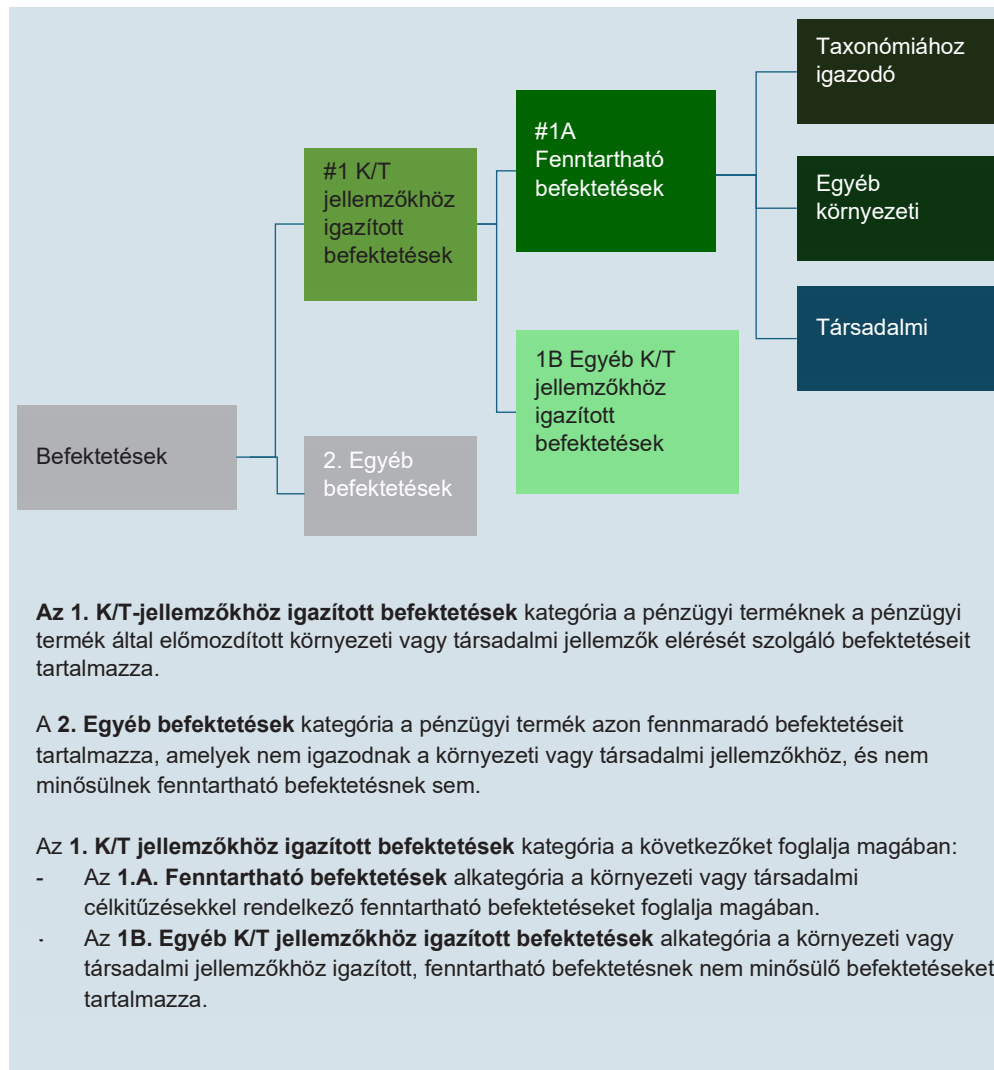 Taxonómiához
igazodó
#1A
Fenntartható
befektetések
#1 K/T
jellemzőkhöz
igazított
befektetések
Egyéb
környezeti
Társadalmi
1B Egyéb K/T
jellemzőkhöz
igazított
befektetések
Befektetések
2. Egyéb
befektetések
Az 1. K/T-jellemzőkhöz igazított befektetések kategória a pénzügyi terméknek a pénzügyi
termék által előmozdított környezeti vagy társadalmi jellemzők elérését szolgáló befektetéseit
tartalmazza.
A 2. Egyéb befektetések kategória a pénzügyi termék azon fennmaradó befektetéseit
tartalmazza, amelyek nem igazodnak a környezeti vagy társadalmi jellemzőkhöz, és nem
minősülnek fenntartható befektetésnek sem.
Az 1. K/T jellemzőkhöz igazított befektetések kategória a következőket foglalja magában:
- Az 1.A. Fenntartható befektetések alkategória a környezeti vagy társadalmi
célkitűzésekkel rendelkező fenntartható befektetéseket foglalja magában.
- Az 1B. Egyéb K/T jellemzőkhöz igazított befektetések alkategória a környezeti vagy
társadalmi jellemzőkhöz igazított, fenntartható befektetésnek nem minősülő befektetéseket
tartalmazza.